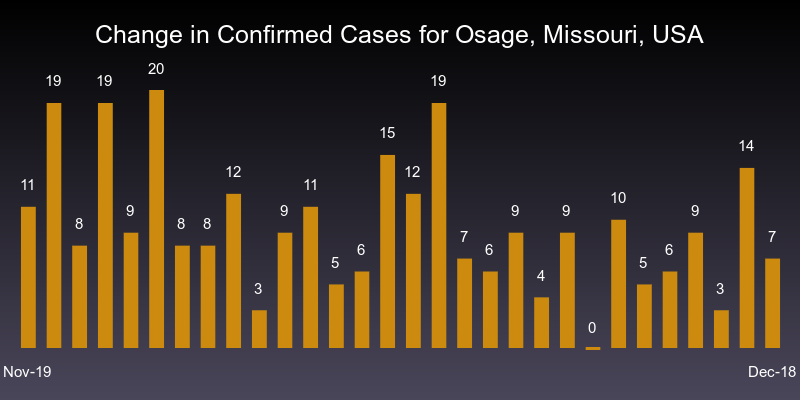 Change in Confirmed Cases for Osage, Missouri, USA
11 19 8 19 9 20 8 8 12 3 9 11 5 6 15 12 19 7 6 9 4 9 0 10 5 6 9 3 14 7
Nov-19 Dec-18